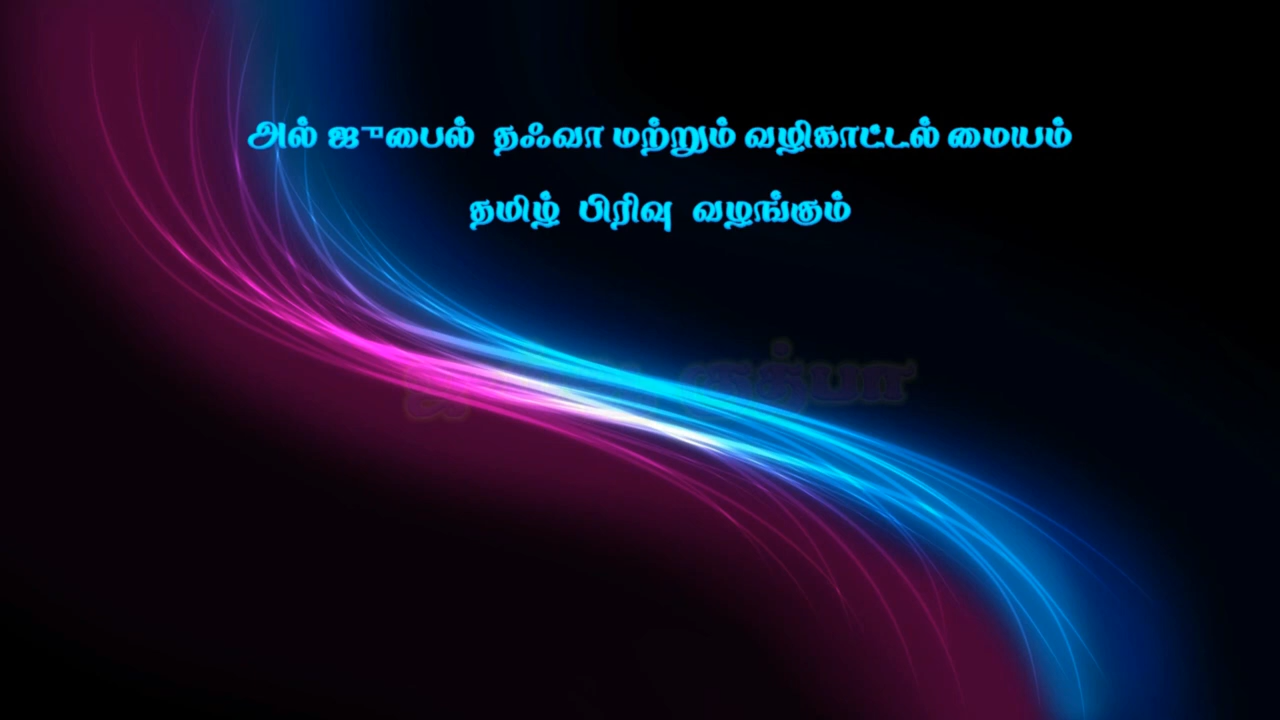 அல் ஜுபைல் தஃவா மற்றும் வழிகாட்டல் மையம்
தமிழ் பிரிவு வழங்கும்
குத்பா